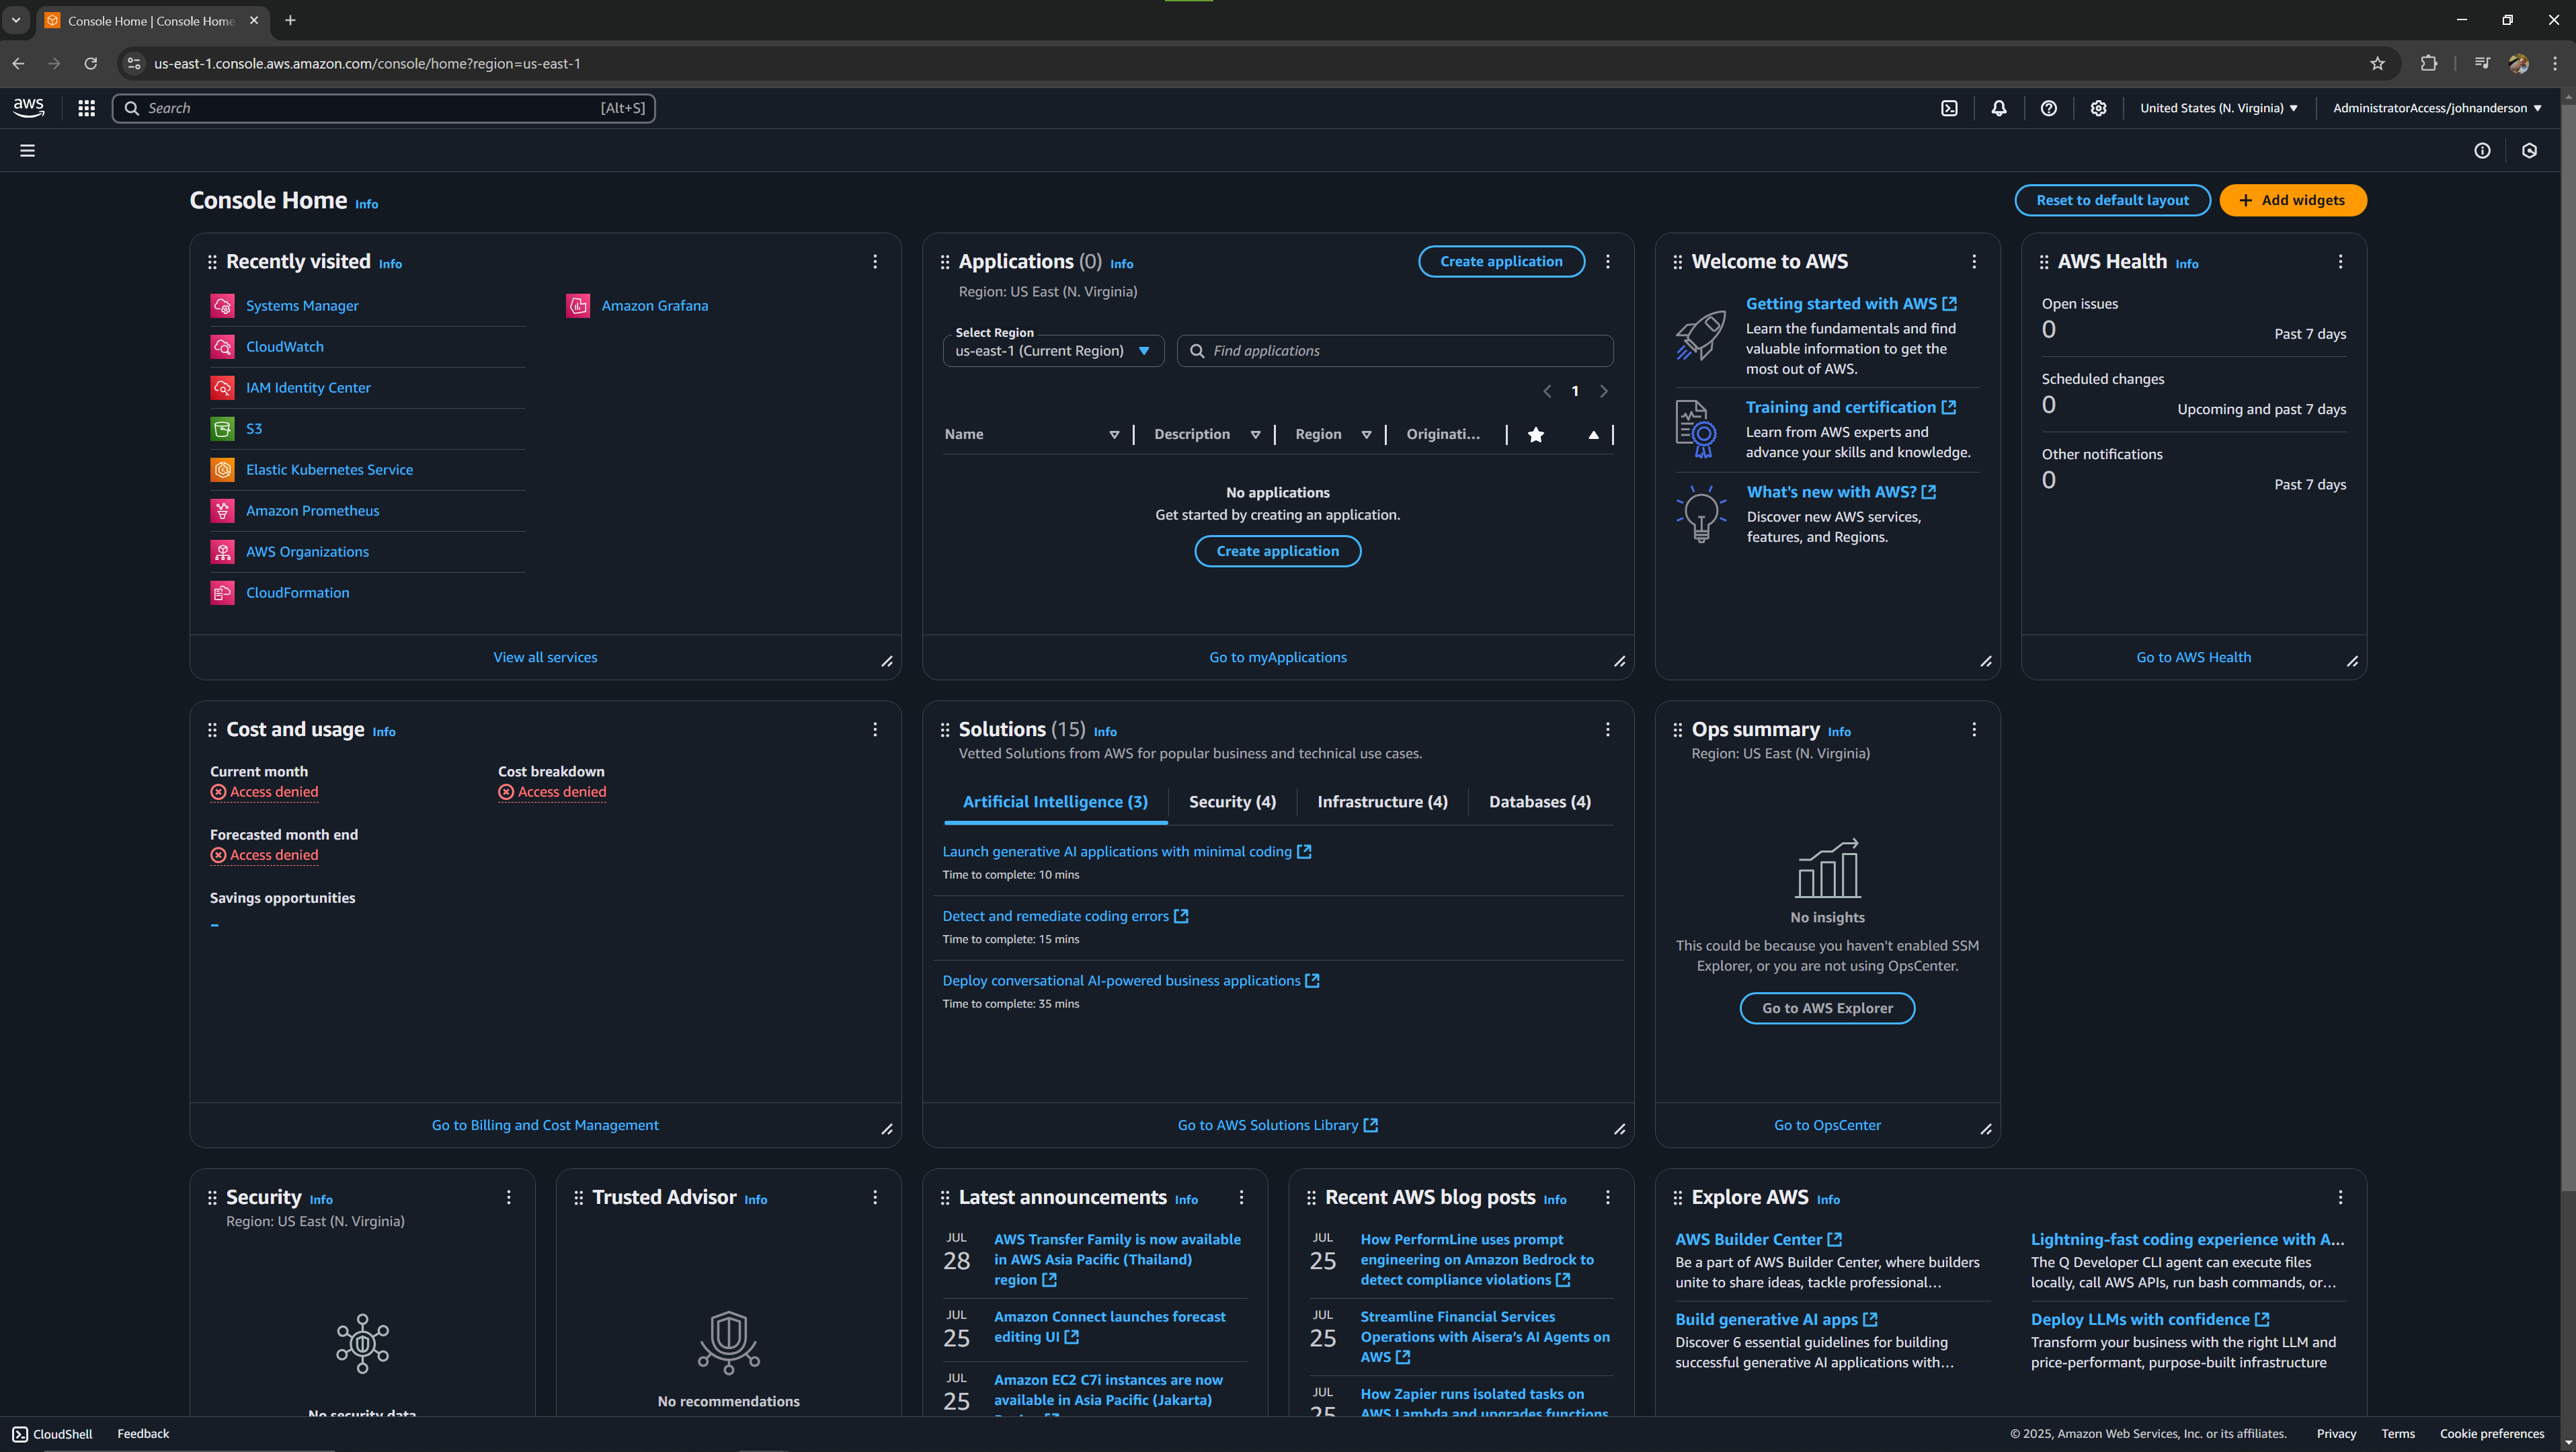 Console Home | Console Home
us-east-1.console.aws.amazon.com/console/home?region=us-east-1
aws
Search
[Alt+S]
United States (N. Virginia)
AdministratorAccess/johnanderson
Console Home Info
Reset to default layout
Add widgets
Recently visited Info
Systems Manager
CloudWatch
IAM Identity Center
S3
Elastic Kubernetes Service
Amazon Prometheus
AWS Organizations
CloudFormation
Amazon Grafana
View all services
Applications (0) Info
Region: US East (N. Virginia)
Create application
Select Region
us-east-1 (Current Region)
Find applications
1
Name
Description
Region
Originati...
No applications
Get started by creating an application.
Create application
Go to myApplications
Welcome to AWS
Getting started with AWS
Learn the fundamentals and find
valuable information to get the
most out of AWS.
Training and certification
Learn from AWS experts and
advance your skills and knowledge.
What's new with AWS?
Discover new AWS services,
features, and Regions.
AWS Health Info
Open issues
0
Past 7 days
Scheduled changes
0
Upcoming and past 7 days
Other notifications
0
Past 7 days
Go to AWS Health
Cost and usage Info
Current month
Access denied
Cost breakdown
Access denied
Forecasted month end
Access denied
Savings opportunities
–
Go to Billing and Cost Management
Solutions (15) Info
Vetted Solutions from AWS for popular business and technical use cases.
Artificial Intelligence (3)
Security (4)
Infrastructure (4)
Databases (4)
Launch generative AI applications with minimal coding
Time to complete: 10 mins
Detect and remediate coding errors
Time to complete: 15 mins
Deploy conversational AI-powered business applications
Time to complete: 35 mins
Go to AWS Solutions Library
Ops summary Info
Region: US East (N. Virginia)
No insights
This could be because you haven't enabled SSM
Explorer, or you are not using OpsCenter.
Go to AWS Explorer
Go to OpsCenter
Security Info
Region: US East (N. Virginia)
No security data
Trusted Advisor Info
No recommendations
Latest announcements Info
JUL
28
AWS Transfer Family is now available
in AWS Asia Pacific (Thailand)
region
JUL
25
Amazon Connect launches forecast
editing UI
JUL
25
Amazon EC2 C7i instances are now
available in Asia Pacific (Jakarta)
Recent AWS blog posts Info
JUL
25
How PerformLine uses prompt
engineering on Amazon Bedrock to
detect compliance violations
JUL
25
Streamline Financial Services
Operations with Aisera’s AI Agents on
AWS
JUL
25
How Zapier runs isolated tasks on
AWS Lambda and upgrades functions
Explore AWS Info
AWS Builder Center
Be a part of AWS Builder Center, where builders
unite to share ideas, tackle professional...
Build generative AI apps
Discover 6 essential guidelines for building
successful generative AI applications with...
Lightning-fast coding experience with A...
The Q Developer CLI agent can execute files
locally, call AWS APIs, run bash commands, or...
Deploy LLMs with confidence
Transform your business with the right LLM and
price-performant, purpose-built infrastructure
CloudShell
Feedback
© 2025, Amazon Web Services, Inc. or its affiliates.
Privacy
Terms
Cookie preferences